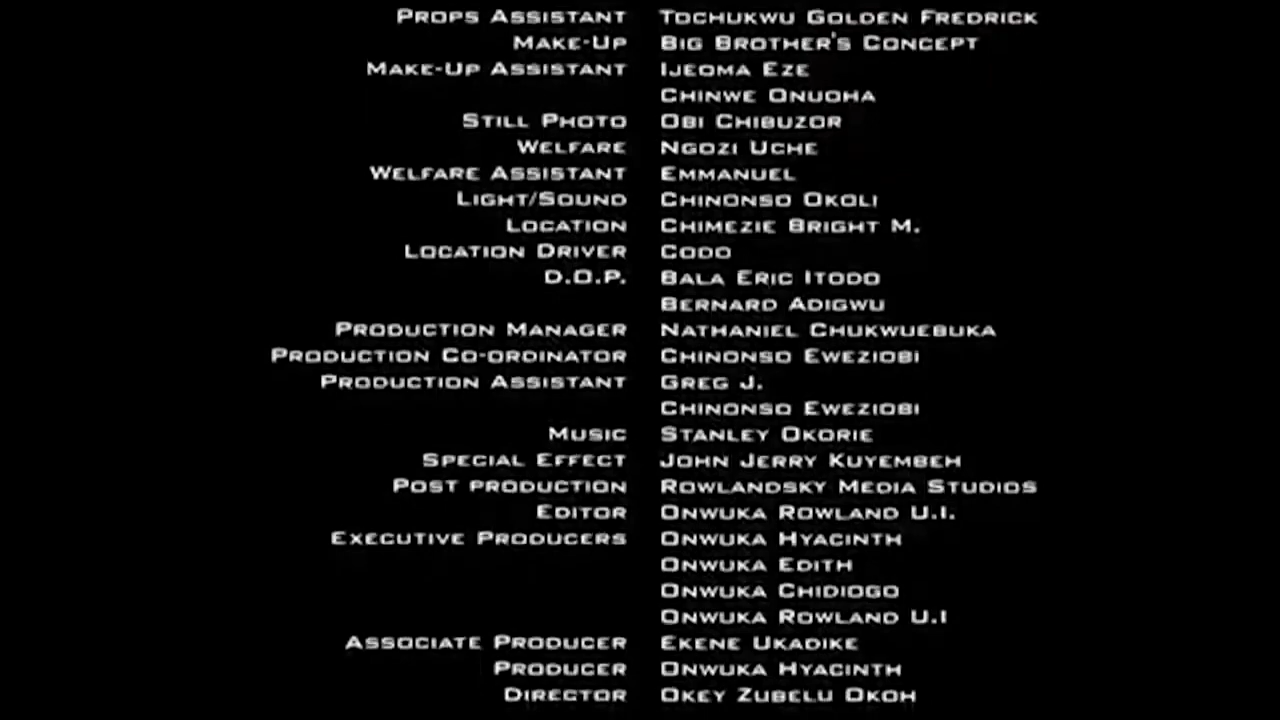 Props Assistant Tochukwu Golden Fredrick
Make-Up Big Brother's Concept
Make-Up Assistant Ijeoma Eze
Chinwe Onuoha
Still Photo Obi Chibuzor
Welfare Ngozi Uche
Welfare Assistant Emmanuel
Light/Sound Chinonso Okoli
Location Chimezie Bright M.
Location Driver Codo
D.O.P. Bala Eric Itodo
Bernard Adigwu
Production Manager Nathaniel Chukwuebuka
Production Co-ordinator Chinonso Eweziobi
Production Assistant Greg J.
Chinonso Eweziobi
Music Stanley Okorie
Special Effect John Jerry Kuyembeh
Post production Rowlandsky Media Studios
Editor Onwuka Rowland U.I.
Executive Producers Onwuka Hyacinth
Onwuka Edith
Onwuka Chidiogo
Onwuka Rowland U.I
Associate Producer Ekene Ukadike
Producer Onwuka Hyacinth
Director Okey Zubelu Okoh